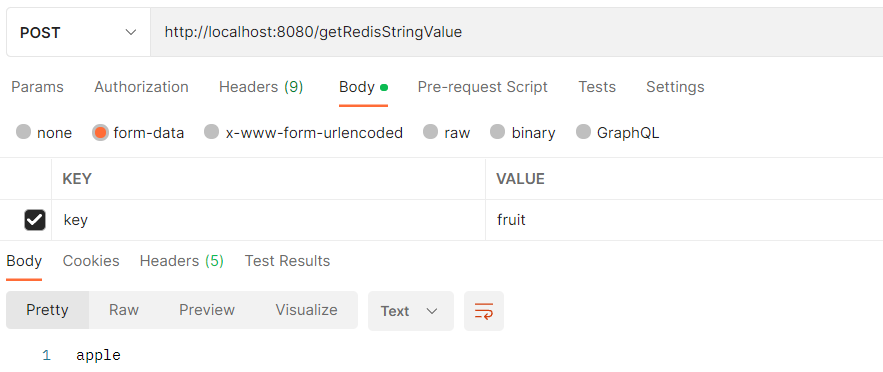 POST http://localhost:8080/getRedisStringValue
Params Authorization Headers (9) Body Pre-request Script Tests Settings
none form-data x-www-form-urlencoded raw binary GraphQL
KEY VALUE
key fruit
Body Cookies Headers (5) Test Results
Pretty Raw Preview Visualize Text
1 apple